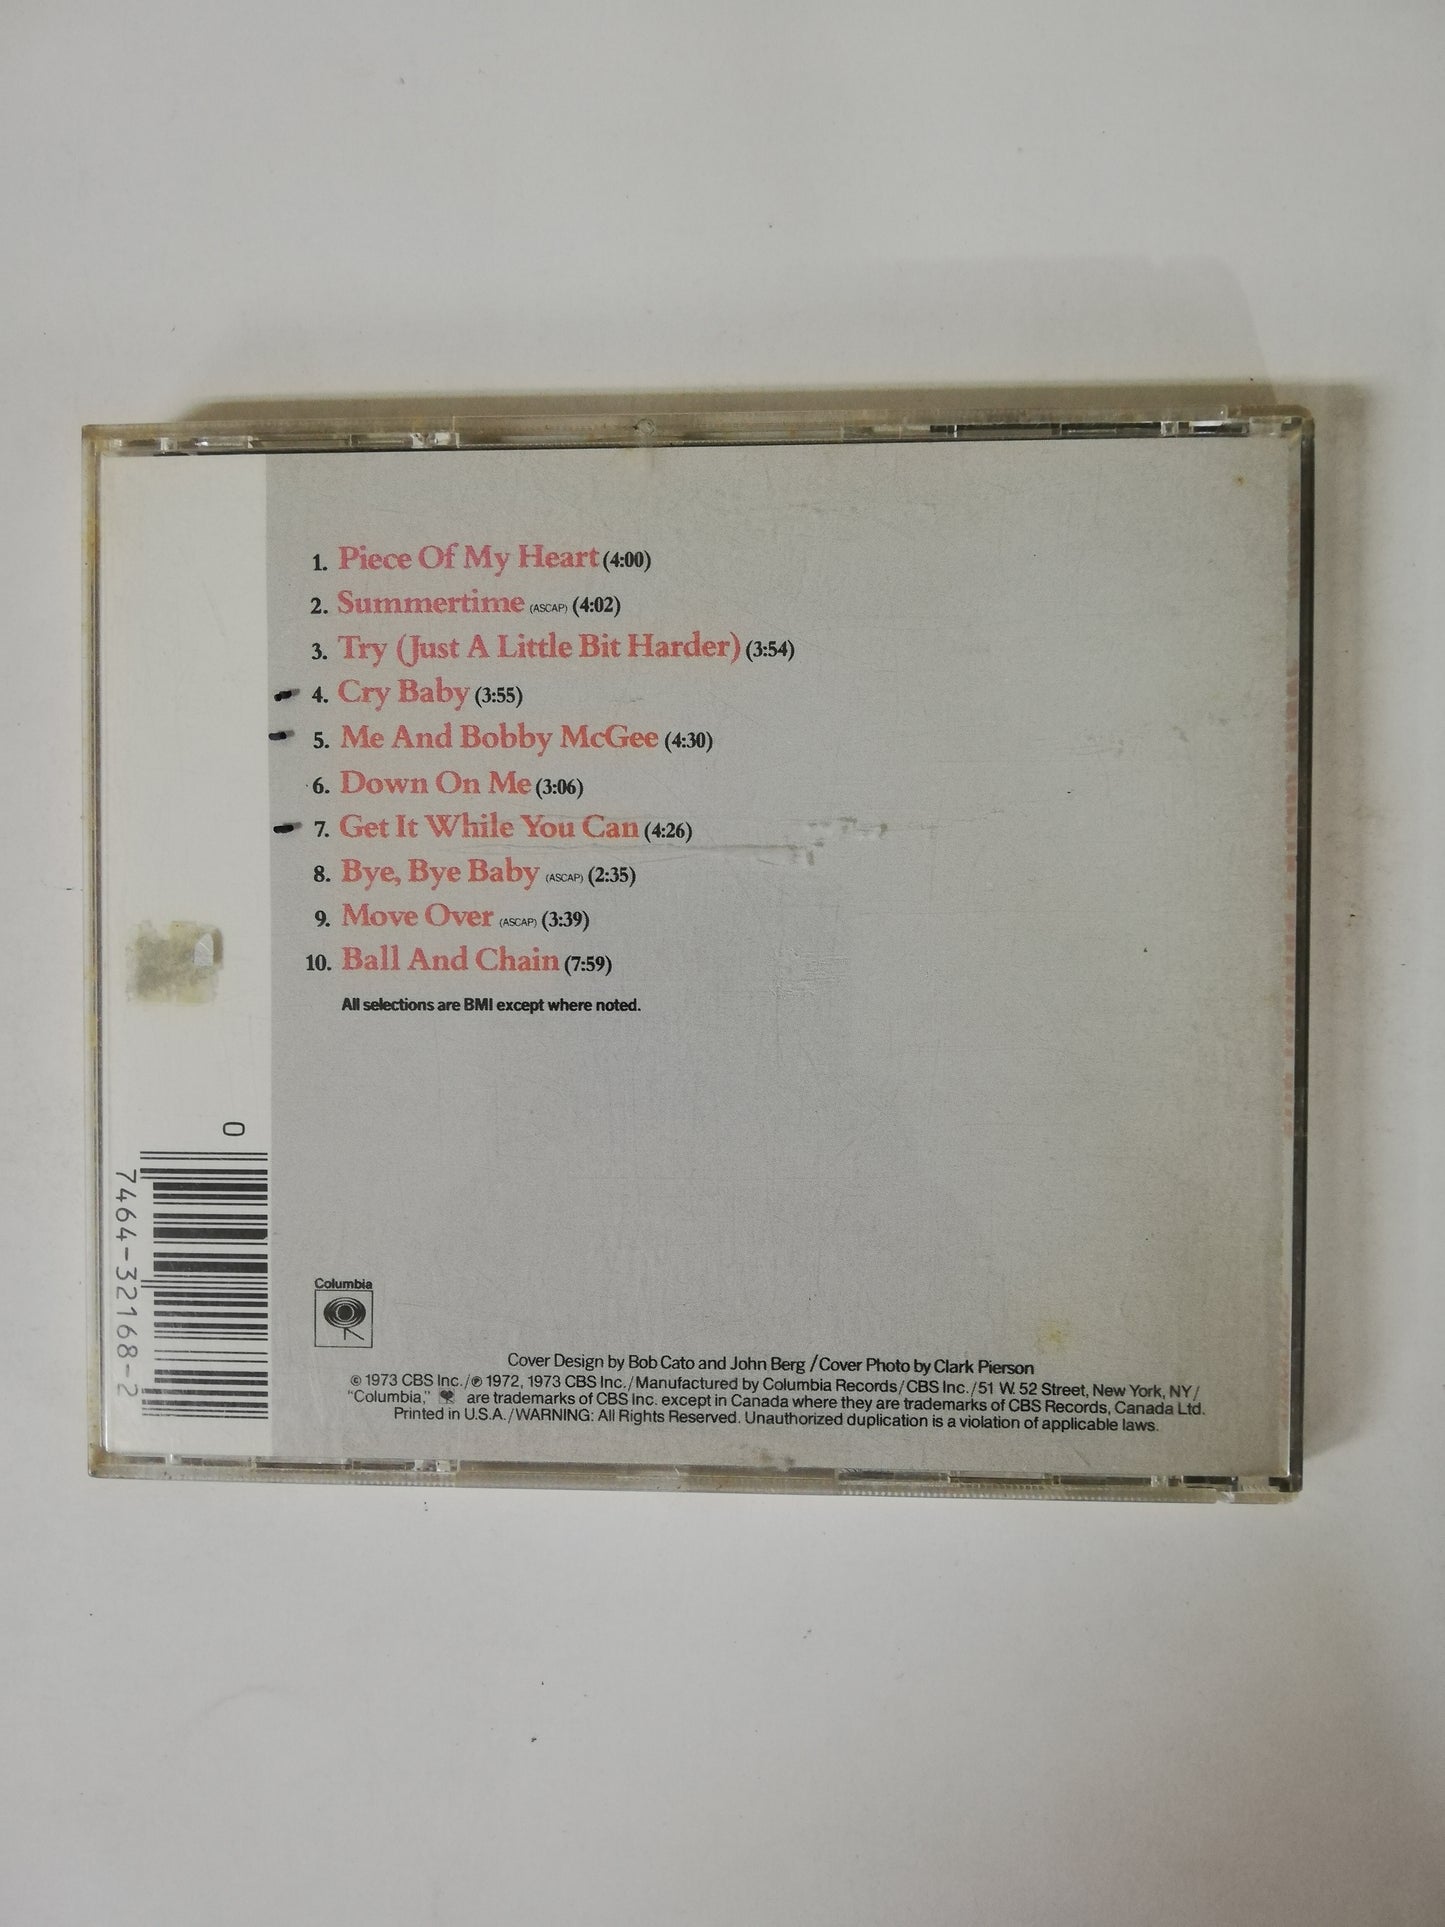 1. Piece Of My Heart (4:00)
2. Summertime (ASCAP) (4:02)
3. Try (Just A Little Bit Harder) (3:54)
4. Cry Baby (3:55)
5. Me And Bobby McGee (4:30)
6. Down On Me (3:06)
7. Get It While You Can (4:26)
8. Bye, Bye Baby (ASCAP) (2:35)
9. Move Over (ASCAP) (3:39)
10. Ball And Chain (7:59)
All selections are BMI except where noted.
0
7464-32168-2
Columbia
Cover Design by Bob Cato and John Berg /Cover Photo by Clark Pierson
© 1973 CBS Inc./℗ 1972, 1973 CBS Inc./Manufactured by Columbia Records/CBS Inc./51 W. 52 Street, New York, NY/
"Columbia," are trademarks of CBS Inc. except in Canada where they are trademarks of CBS Records, Canada Ltd.
Printed in U.S.A./WARNING: All Rights Reserved. Unauthorized duplication is a violation of applicable laws.